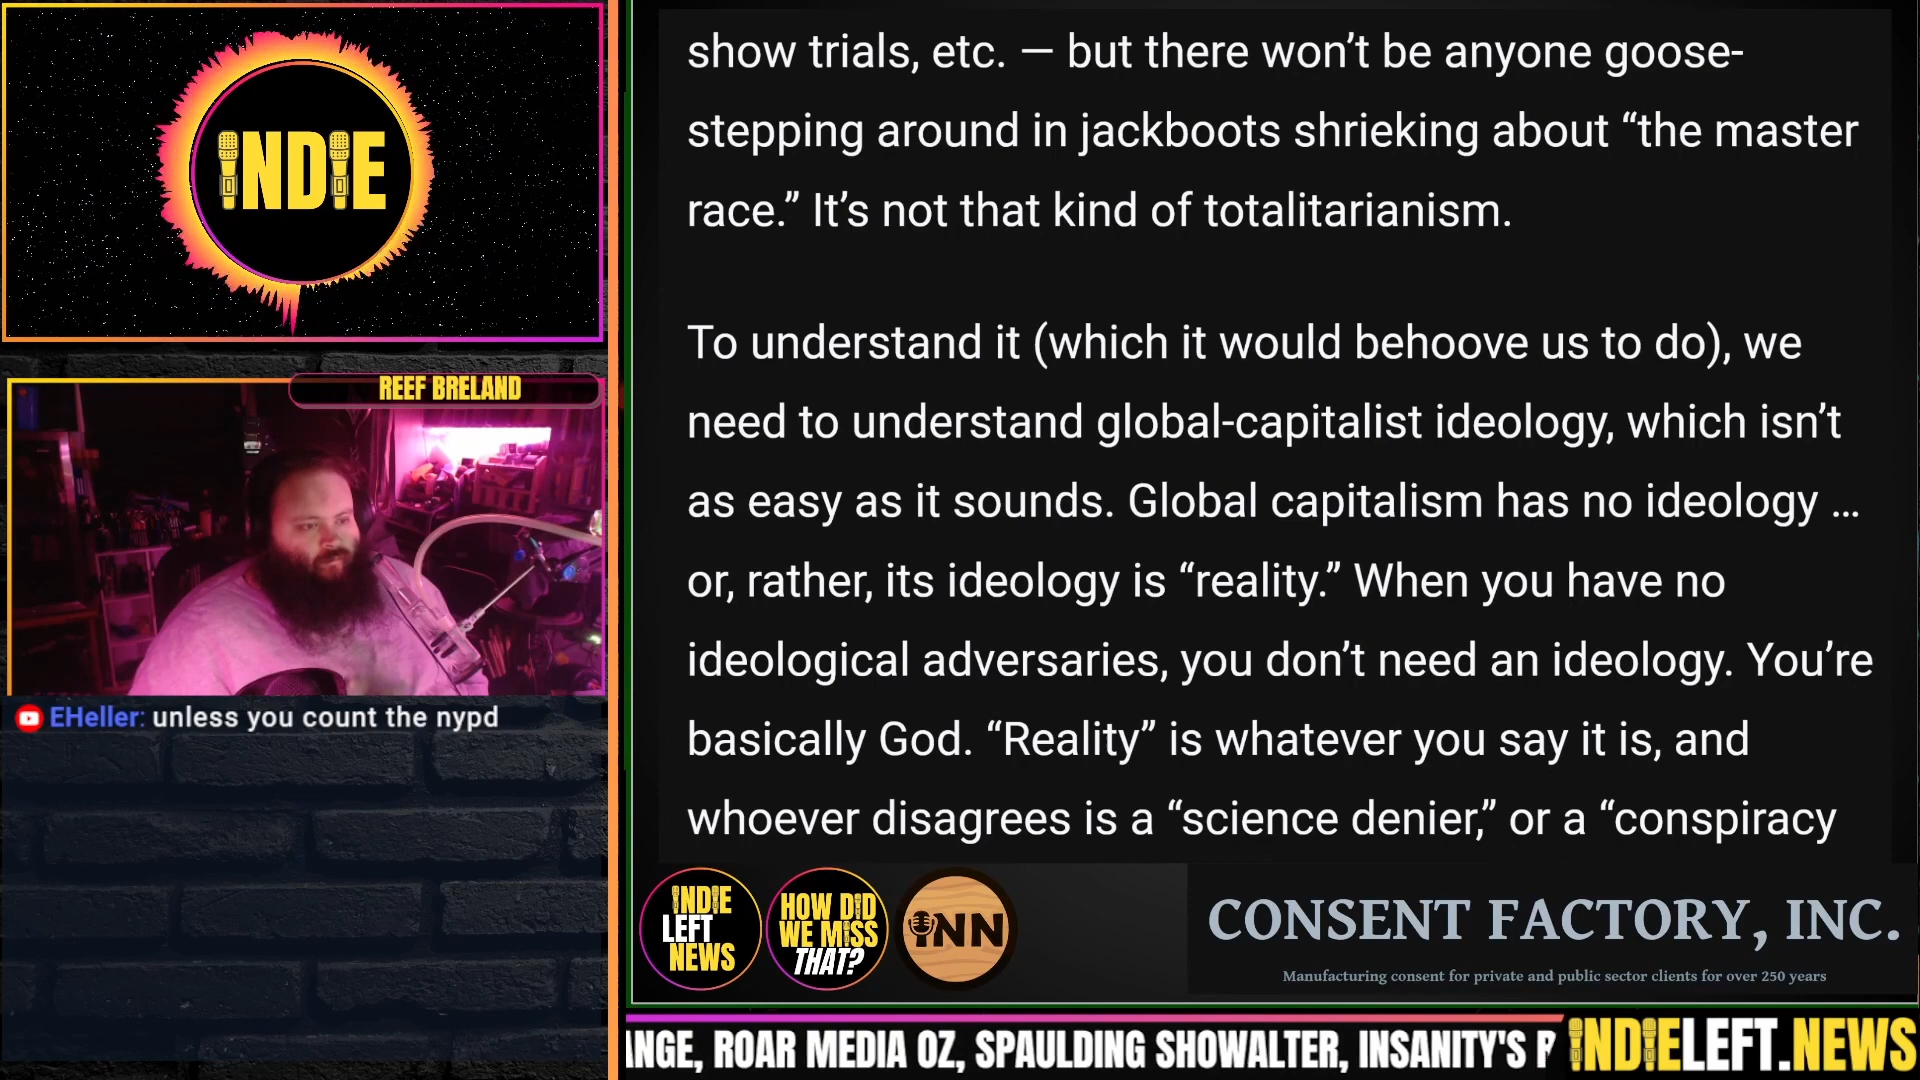 INDIE
REEF BRELAND
EHeller: unless you count the nypd
show trials, etc. — but there won’t be anyone goose-
stepping around in jackboots shrieking about “the master
race.” It’s not that kind of totalitarianism.
To understand it (which it would behoove us to do), we
need to understand global-capitalist ideology, which isn’t
as easy as it sounds. Global capitalism has no ideology ...
or, rather, its ideology is “reality.” When you have no
ideological adversaries, you don’t need an ideology. You’re
basically God. “Reality” is whatever you say it is, and
whoever disagrees is a “science denier,” or a “conspiracy
INDIE
LEFT
NEWS
HOW DID
WE MISS
THAT?
INN
CONSENT FACTORY, INC.
Manufacturing consent for private and public sector clients for over 250 years
ANGE, ROAR MEDIA OZ, SPAULDING SHOWALTER, INSANITY'S
INDIELEFT.NEWS